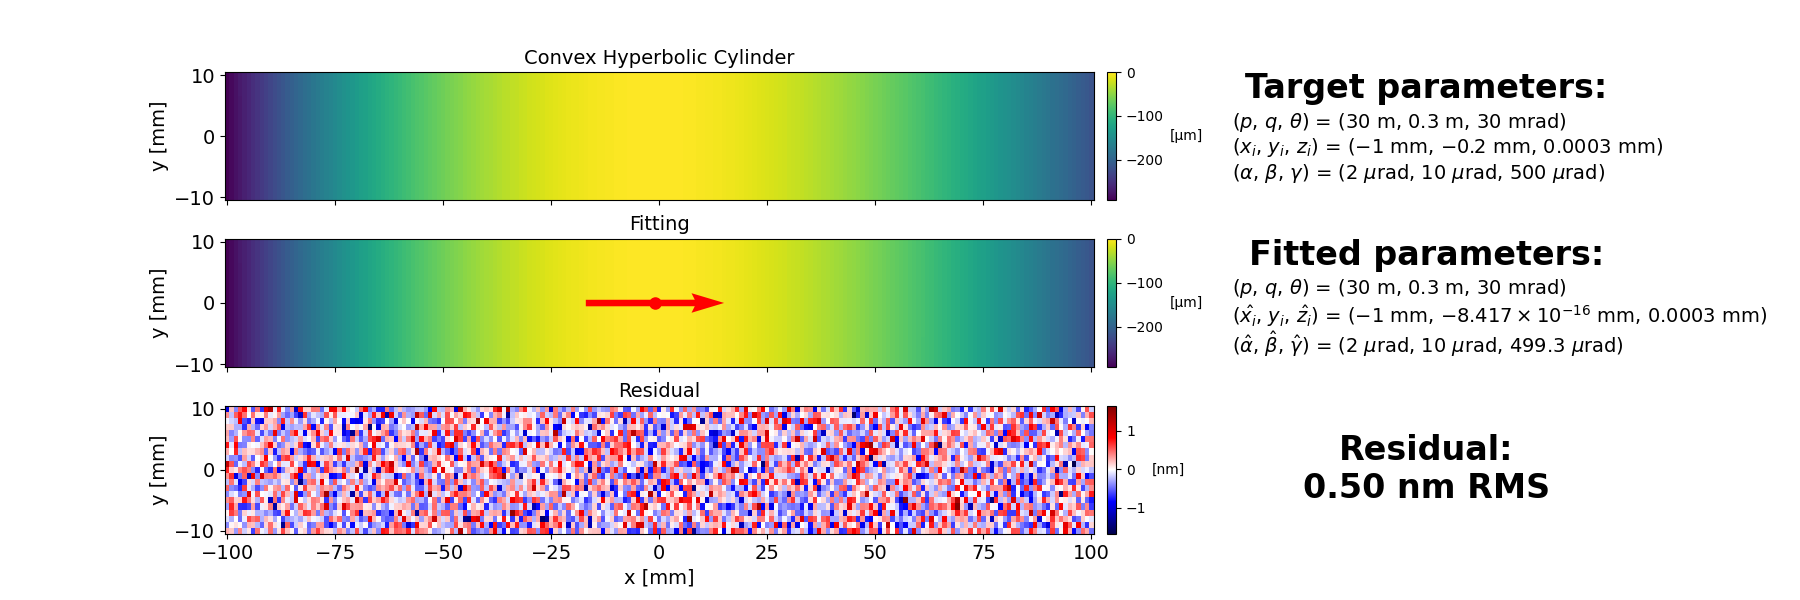 Convex Hyperbolic Cylinder
10
0
−10
y [mm]
0
−100
−200
[μm]
Target parameters:
(p, q, θ) = (30 m, 0.3 m, 30 mrad)
(xᵢ, yᵢ, zᵢ) = (−1 mm, −0.2 mm, 0.0003 mm)
(α, β, γ) = (2 μrad, 10 μrad, 500 μrad)
Fitting
10
0
−10
y [mm]
0
−100
−200
[μm]
Fitted parameters:
(p, q, θ) = (30 m, 0.3 m, 30 mrad)
(x̂ᵢ, yᵢ, ẑᵢ) = (−1 mm, −8.417 × 10⁻¹⁶ mm, 0.0003 mm)
(α̂, β̂, γ̂) = (2 μrad, 10 μrad, 499.3 μrad)
Residual
10
0
−10
y [mm]
−100
−75
−50
−25
0
25
50
75
100
x [mm]
1
0
−1
[nm]
Residual:
0.50 nm RMS